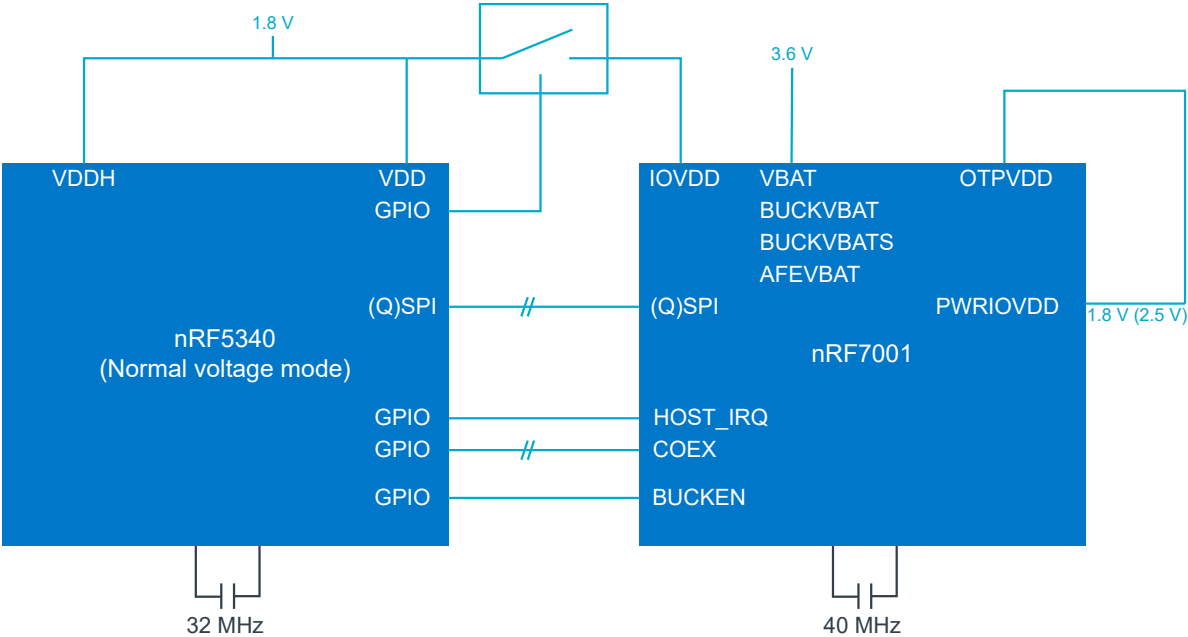 1.8 V
3.6 V
VDDH
VDD
GPIO
(Q)SPI
nRF5340
(Normal voltage mode)
GPIO
GPIO
GPIO
32 MHz
IOVDD
VBAT
OTPVDD
BUCKVBAT
BUCKVBATS
AFEVBAT
(Q)SPI
PWRIOVDD
1.8 V (2.5 V)
nRF7001
HOST_IRQ
COEX
BUCKEN
40 MHz